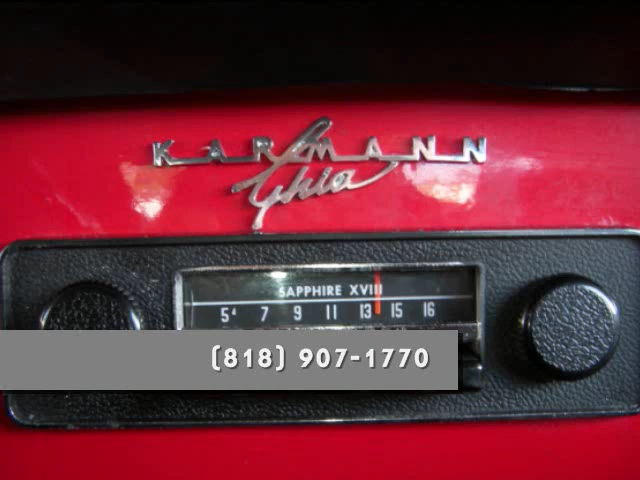 KARMANN
Ghia
SAPPHIRE XVIII
5⁴ 7 9 11 13 15 16
(818) 907-1770